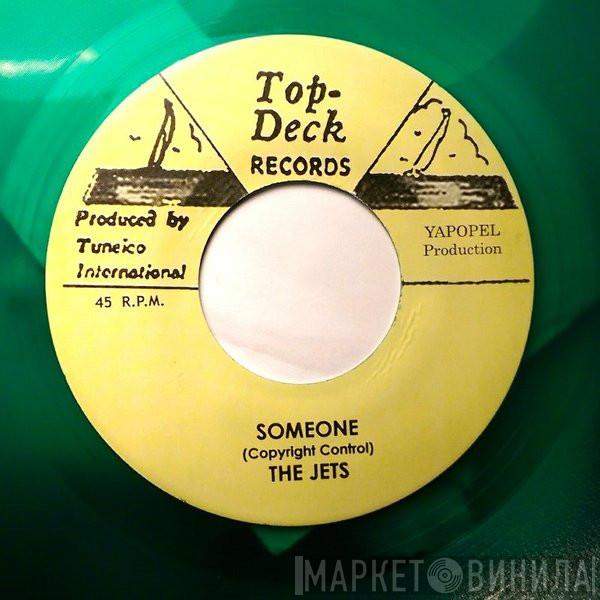 Top-
Deck
RECORDS
Produced by
Tuneico
International
YAPOPEL
Production
45 R.P.M.
SOMEONE
(Copyright Control)
THE JETS
МАРКЕТ ВИНИЛА